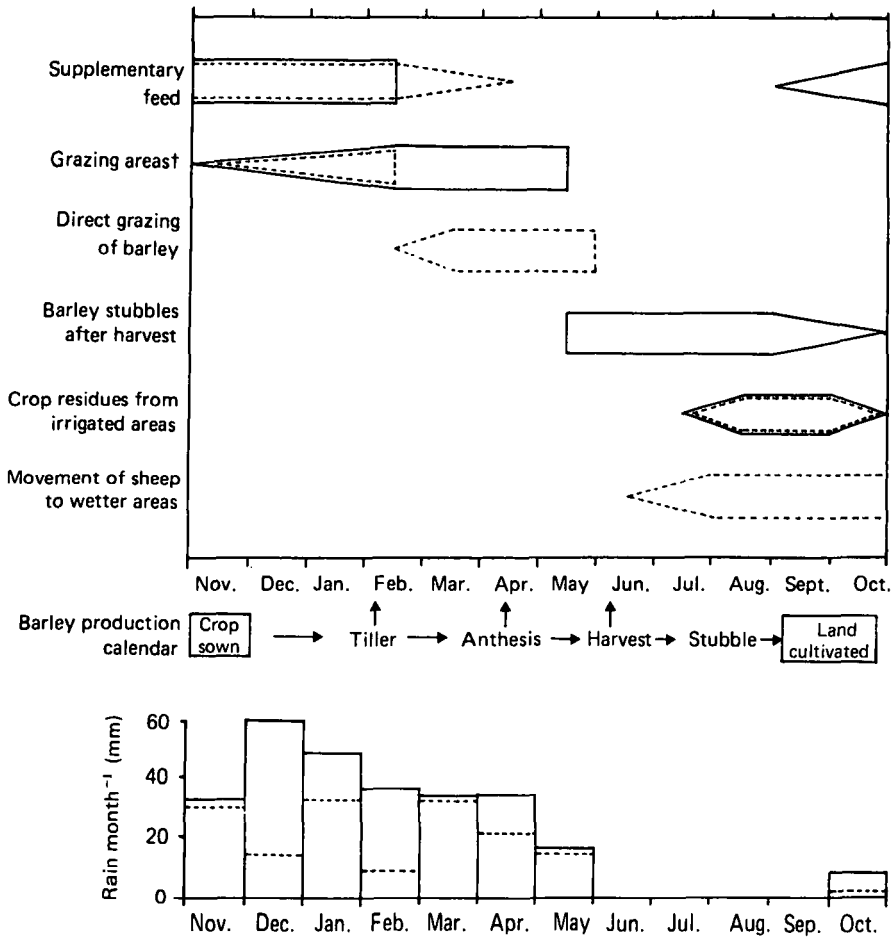 Supplementary
feed
Grazing areas†
Direct grazing
of barley
Barley stubbles
after harvest
Crop residues from
irrigated areas
Movement of sheep
to wetter areas
Nov. Dec. Jan. Feb. Mar. Apr. May Jun. Jul. Aug. Sept. Oct.
Barley production
calendar
Crop
sown
Tiller
Anthesis
Harvest
Stubble
Land
cultivated
Rain month⁻¹ (mm)
60
40
20
0
Nov. Dec. Jan. Feb. Mar. Apr. May Jun. Jul. Aug. Sep. Oct.